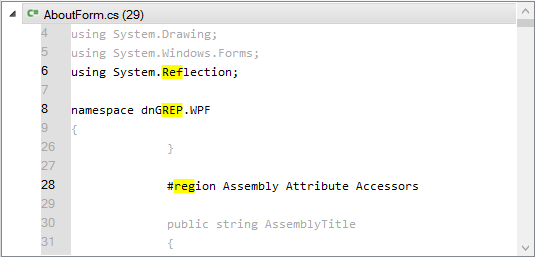 AboutForm.cs (29)
4 using System.Drawing;
5 using System.Windows.Forms;
6 using System.Reflection;
7
8 namespace dnGREP.WPF
9 {
26 }
27
28 #region Assembly Attribute Accessors
29
30 public string AssemblyTitle
31 {